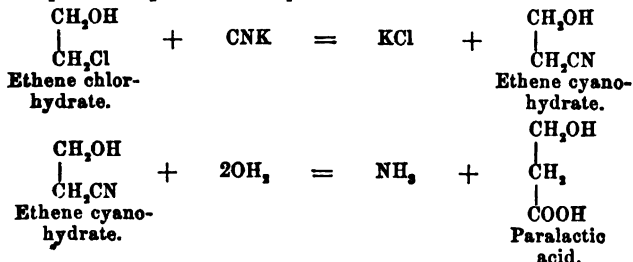 CH₂OH CH₂OH
+ CNK = KCl +
CH₂Cl CH₂CN
Ethene chlor- Ethene cyano-
hydrate. hydrate.
CH₂OH CH₂OH
+ 2OH₂ = NH₃ + CH₂
CH₂CN
Ethene cyano- COOH
hydrate. Paralactic
acid.